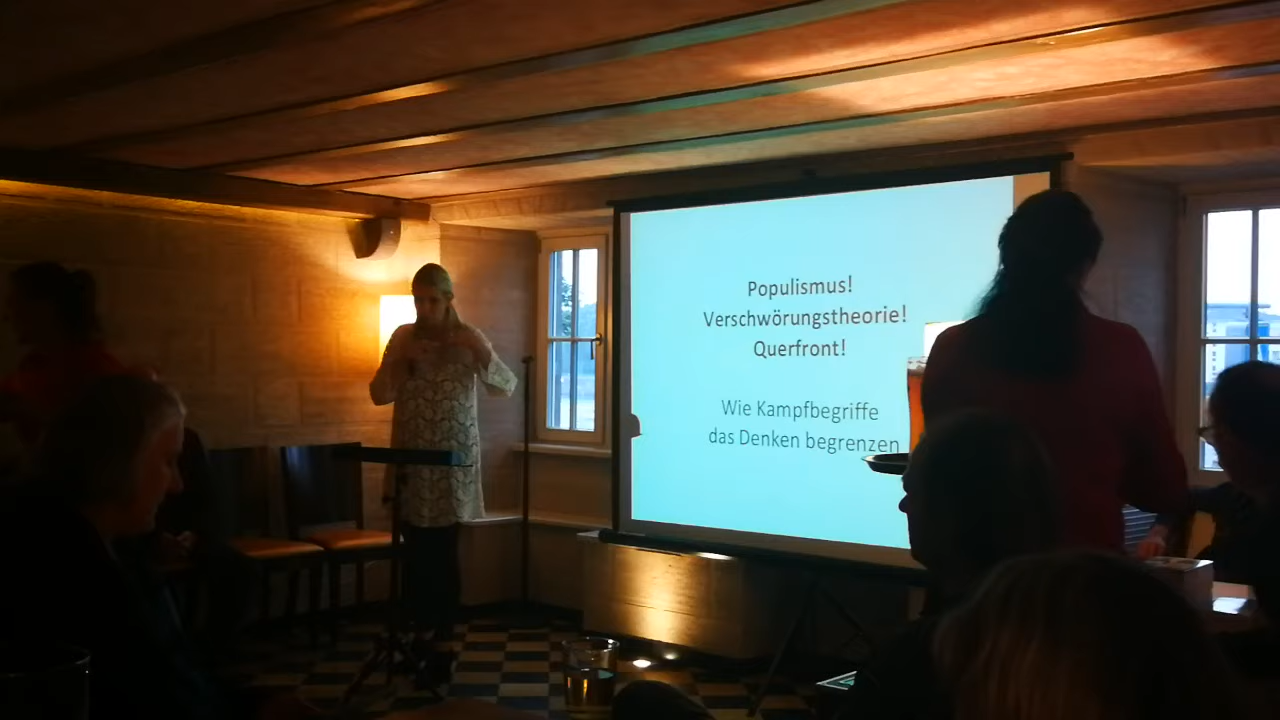 Populismus!
Verschwörungstheorie!
Querfront!
Wie Kampfbegriffe
das Denken begrenzen